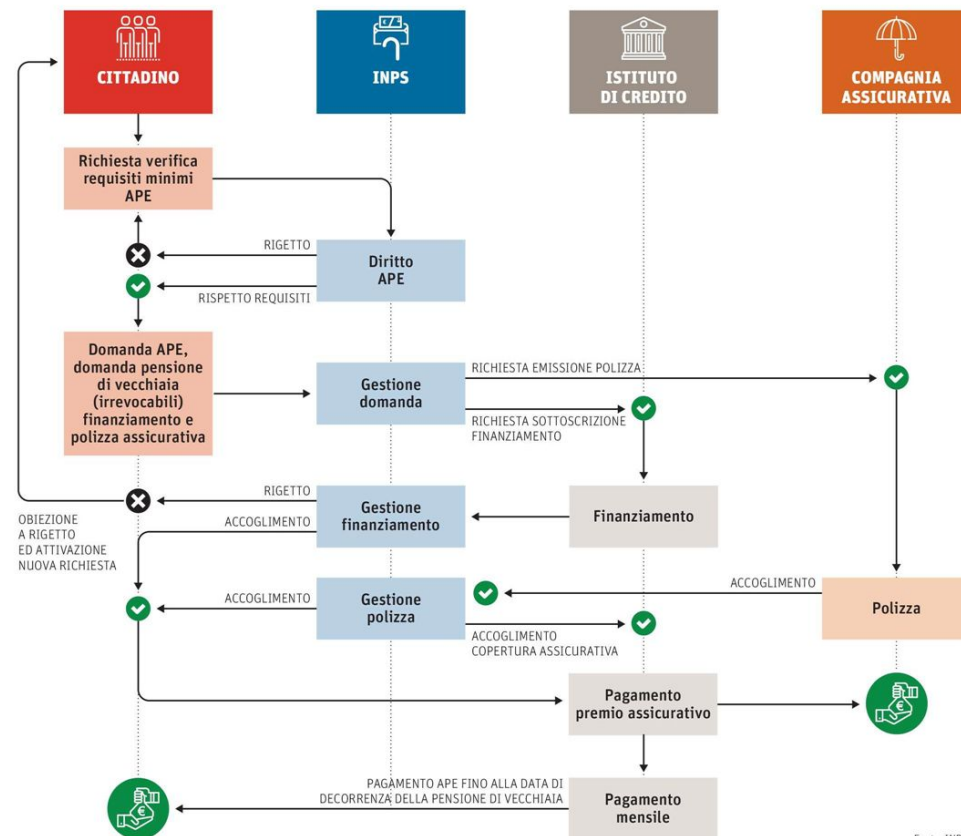 CITTADINO
INPS
ISTITUTO
DI CREDITO
COMPAGNIA
ASSICURATIVA
Richiesta verifica
requisiti minimi
APE
RIGETTO
Diritto
APE
RISPETTO REQUISITI
Domanda APE,
domanda pensione
di vecchiaia
(irrevocabili)
finanziamento e
polizza assicurativa
Gestione
domanda
RICHIESTA EMISSIONE POLIZZA
RICHIESTA SOTTOSCRIZIONE
FINANZIAMENTO
RIGETTO
Gestione
finanziamento
Finanziamento
OBIEZIONE
A RIGETTO
ED ATTIVAZIONE
NUOVA RICHIESTA
ACCOGLIMENTO
ACCOGLIMENTO
Gestione
polizza
ACCOGLIMENTO
Polizza
ACCOGLIMENTO
COPERTURA ASSICURATIVA
Pagamento
premio assicurativo
€
PAGAMENTO APE FINO ALLA DATA DI
DECORRENZA DELLA PENSIONE DI VECCHIAIA
Pagamento
mensile
€